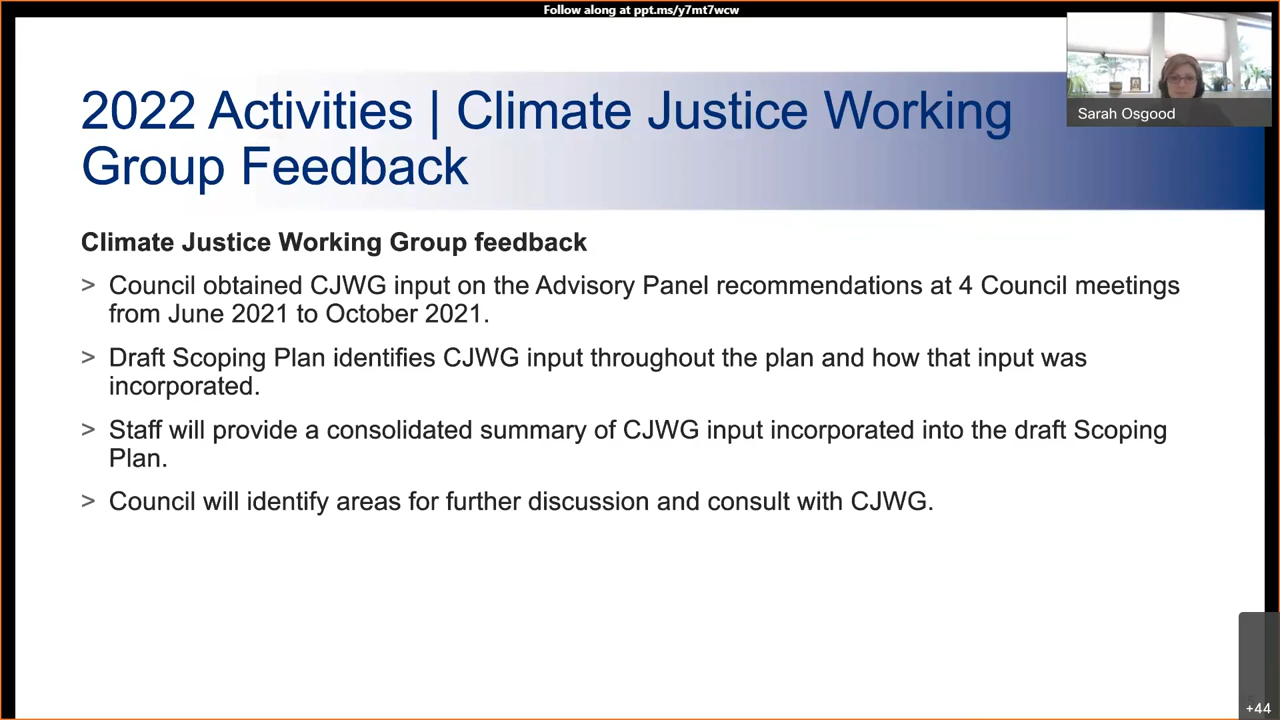 Follow along at ppt.ms/y7mt7wcw
Sarah Osgood
2022 Activities | Climate Justice Working
Group Feedback
Climate Justice Working Group feedback
> Council obtained CJWG input on the Advisory Panel recommendations at 4 Council meetings
from June 2021 to October 2021.
> Draft Scoping Plan identifies CJWG input throughout the plan and how that input was
incorporated.
> Staff will provide a consolidated summary of CJWG input incorporated into the draft Scoping
Plan.
> Council will identify areas for further discussion and consult with CJWG.
+44